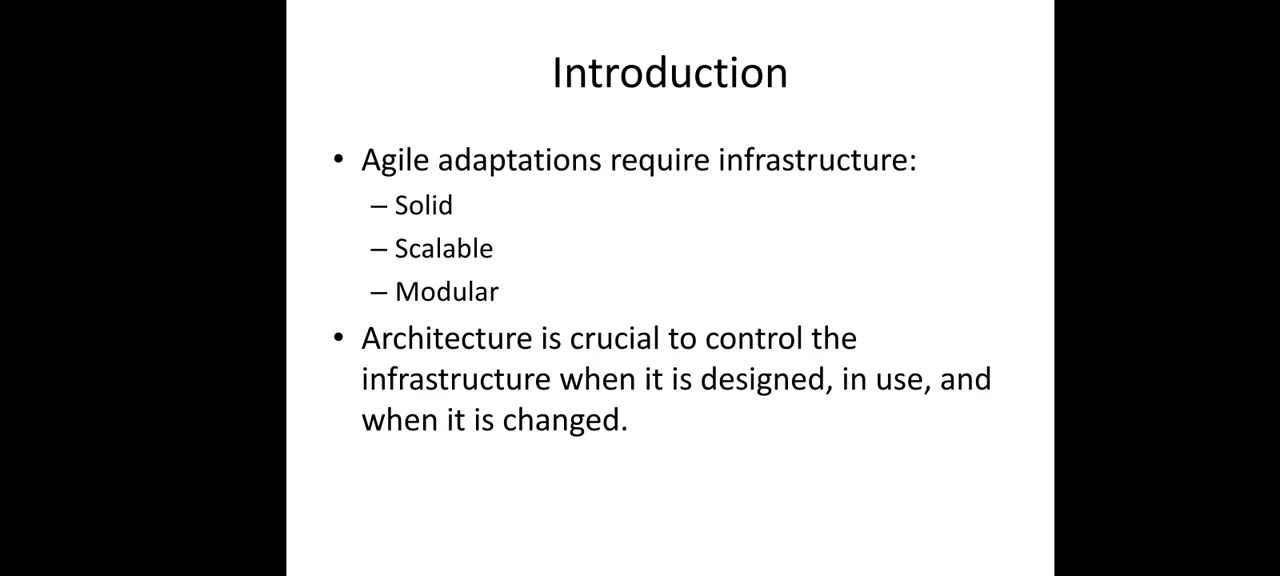 Introduction
• Agile adaptations require infrastructure:
– Solid
– Scalable
– Modular
• Architecture is crucial to control the
infrastructure when it is designed, in use, and
when it is changed.